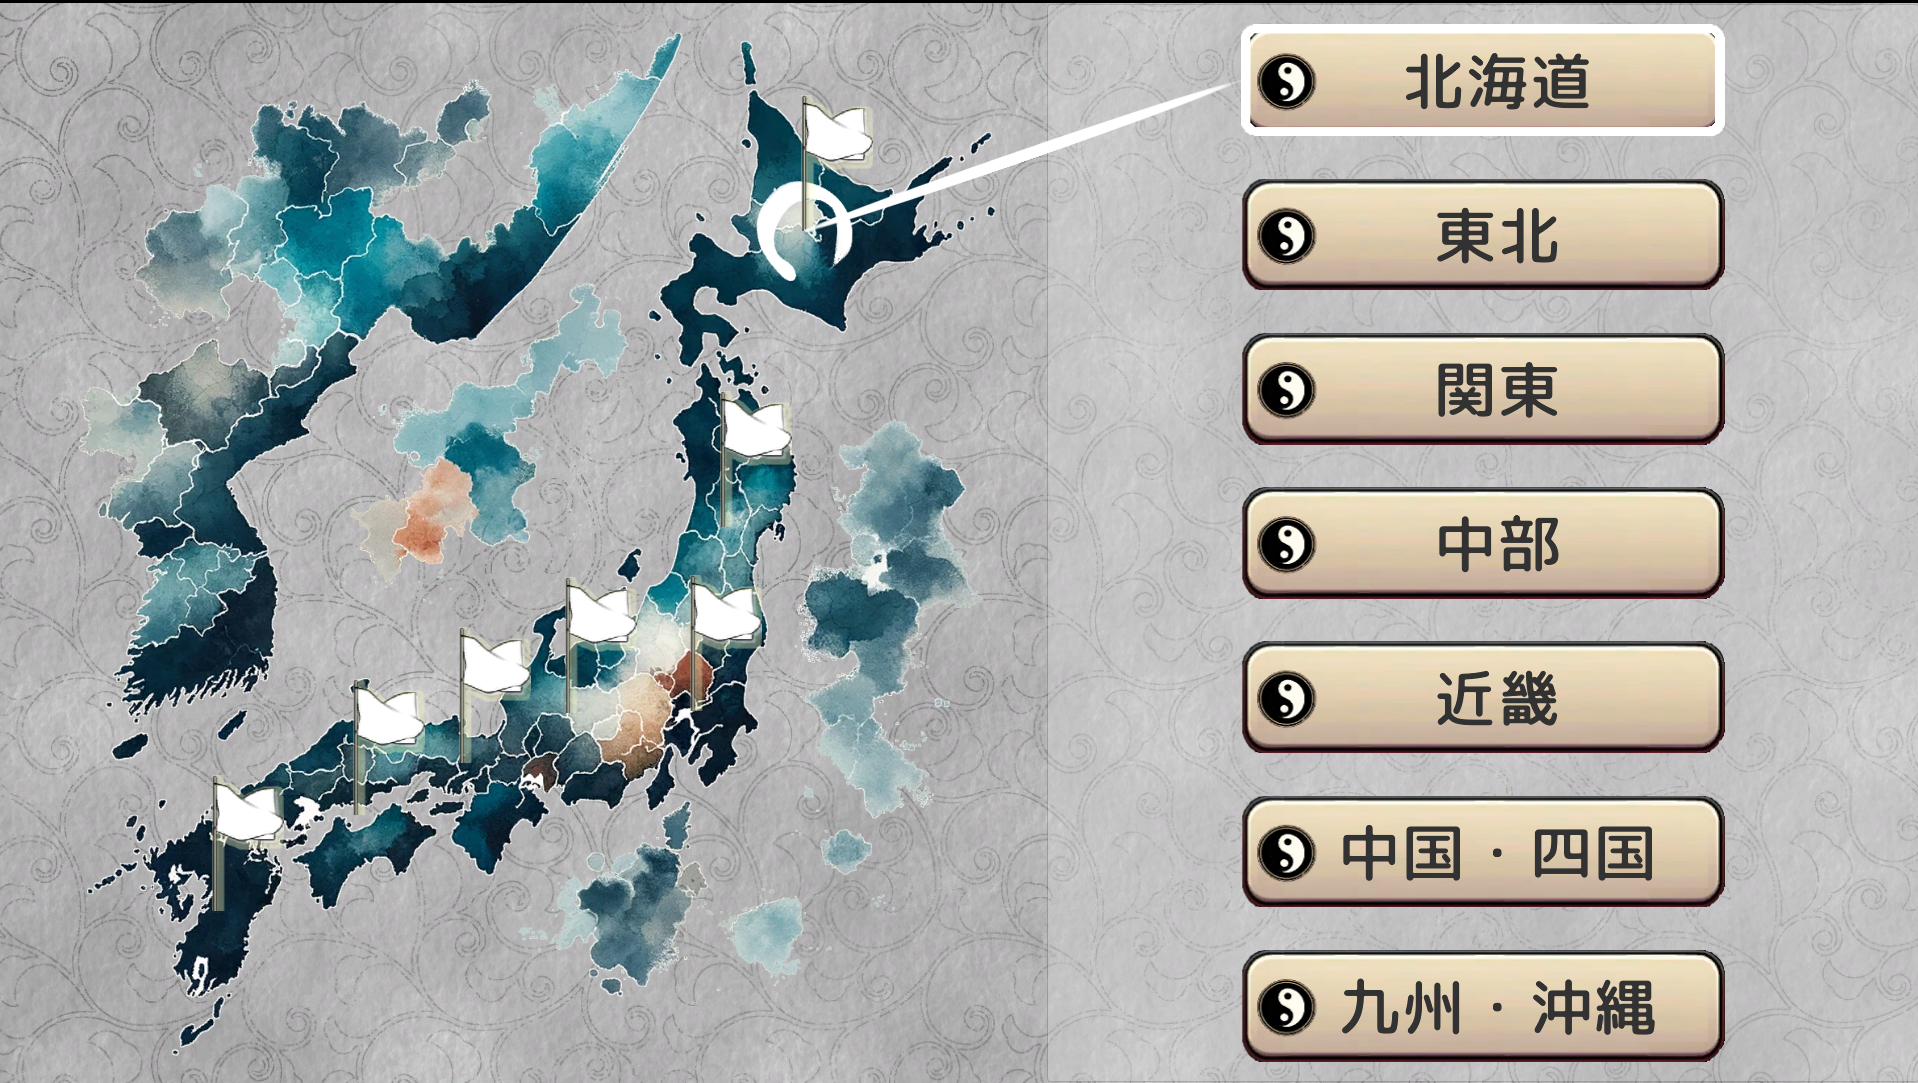 北海道
東北
関東
中部
近畿
中国・四国
九州・沖縄